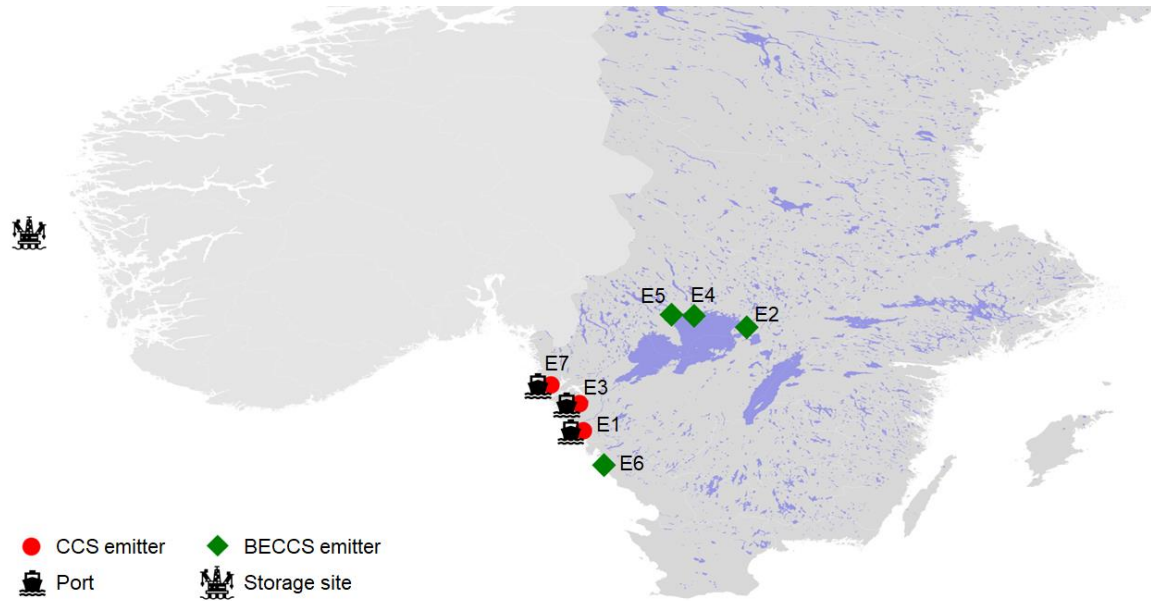 E5
E4
E2
E7
E3
E1
E6
CCS emitter
BECCS emitter
Port
Storage site